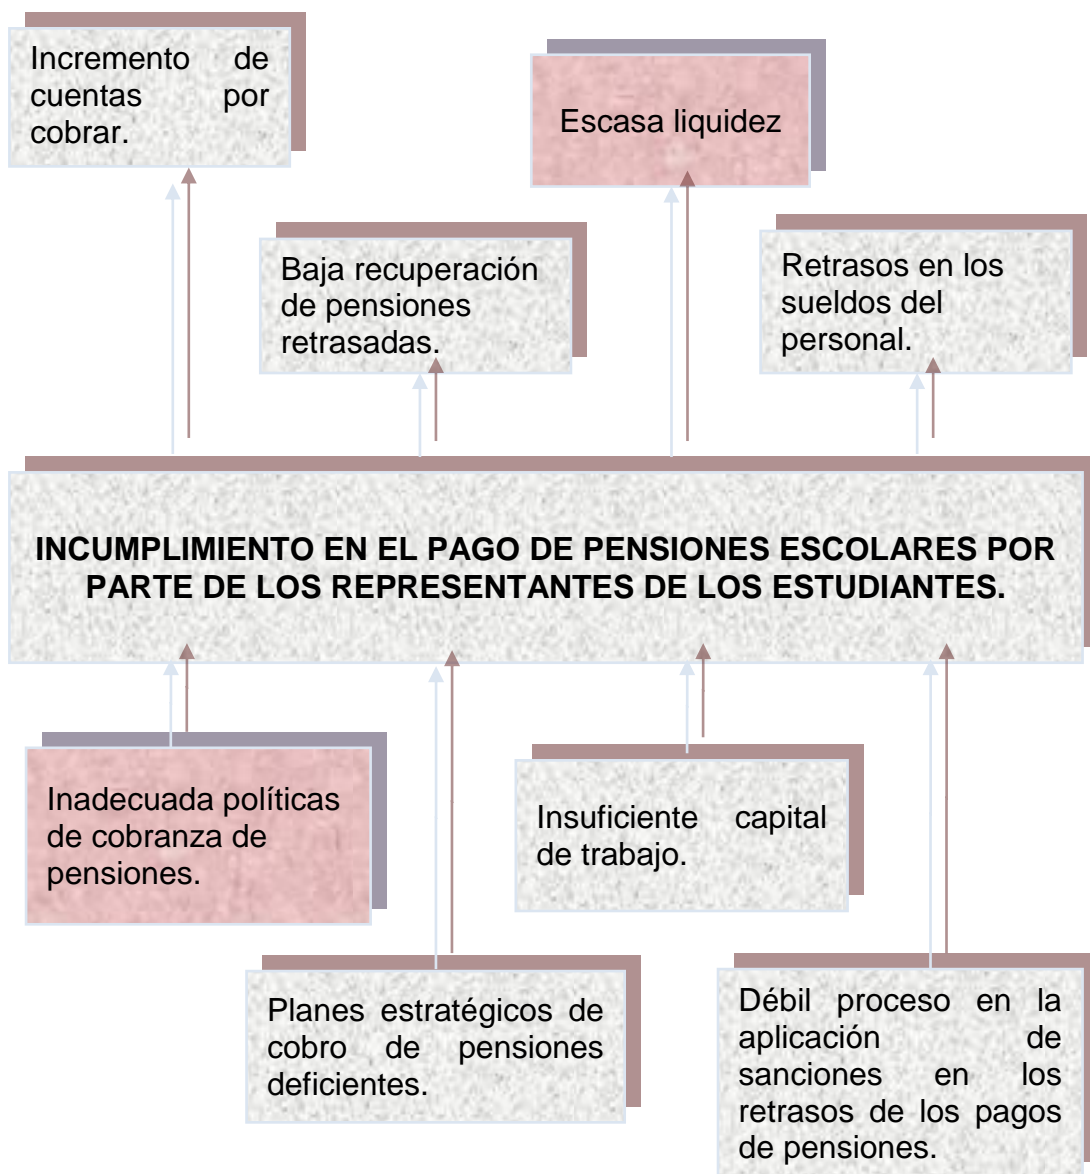 Incremento de
cuentas por
cobrar.
Escasa liquidez
Baja recuperación
de pensiones
retrasadas.
Retrasos en los
sueldos del
personal.
INCUMPLIMIENTO EN EL PAGO DE PENSIONES ESCOLARES POR
PARTE DE LOS REPRESENTANTES DE LOS ESTUDIANTES.
Inadecuada políticas
de cobranza de
pensiones.
Insuficiente capital
de trabajo.
Planes estratégicos de
cobro de pensiones
deficientes.
Débil proceso en la
aplicación de
sanciones en los
retrasos de los pagos
de pensiones.